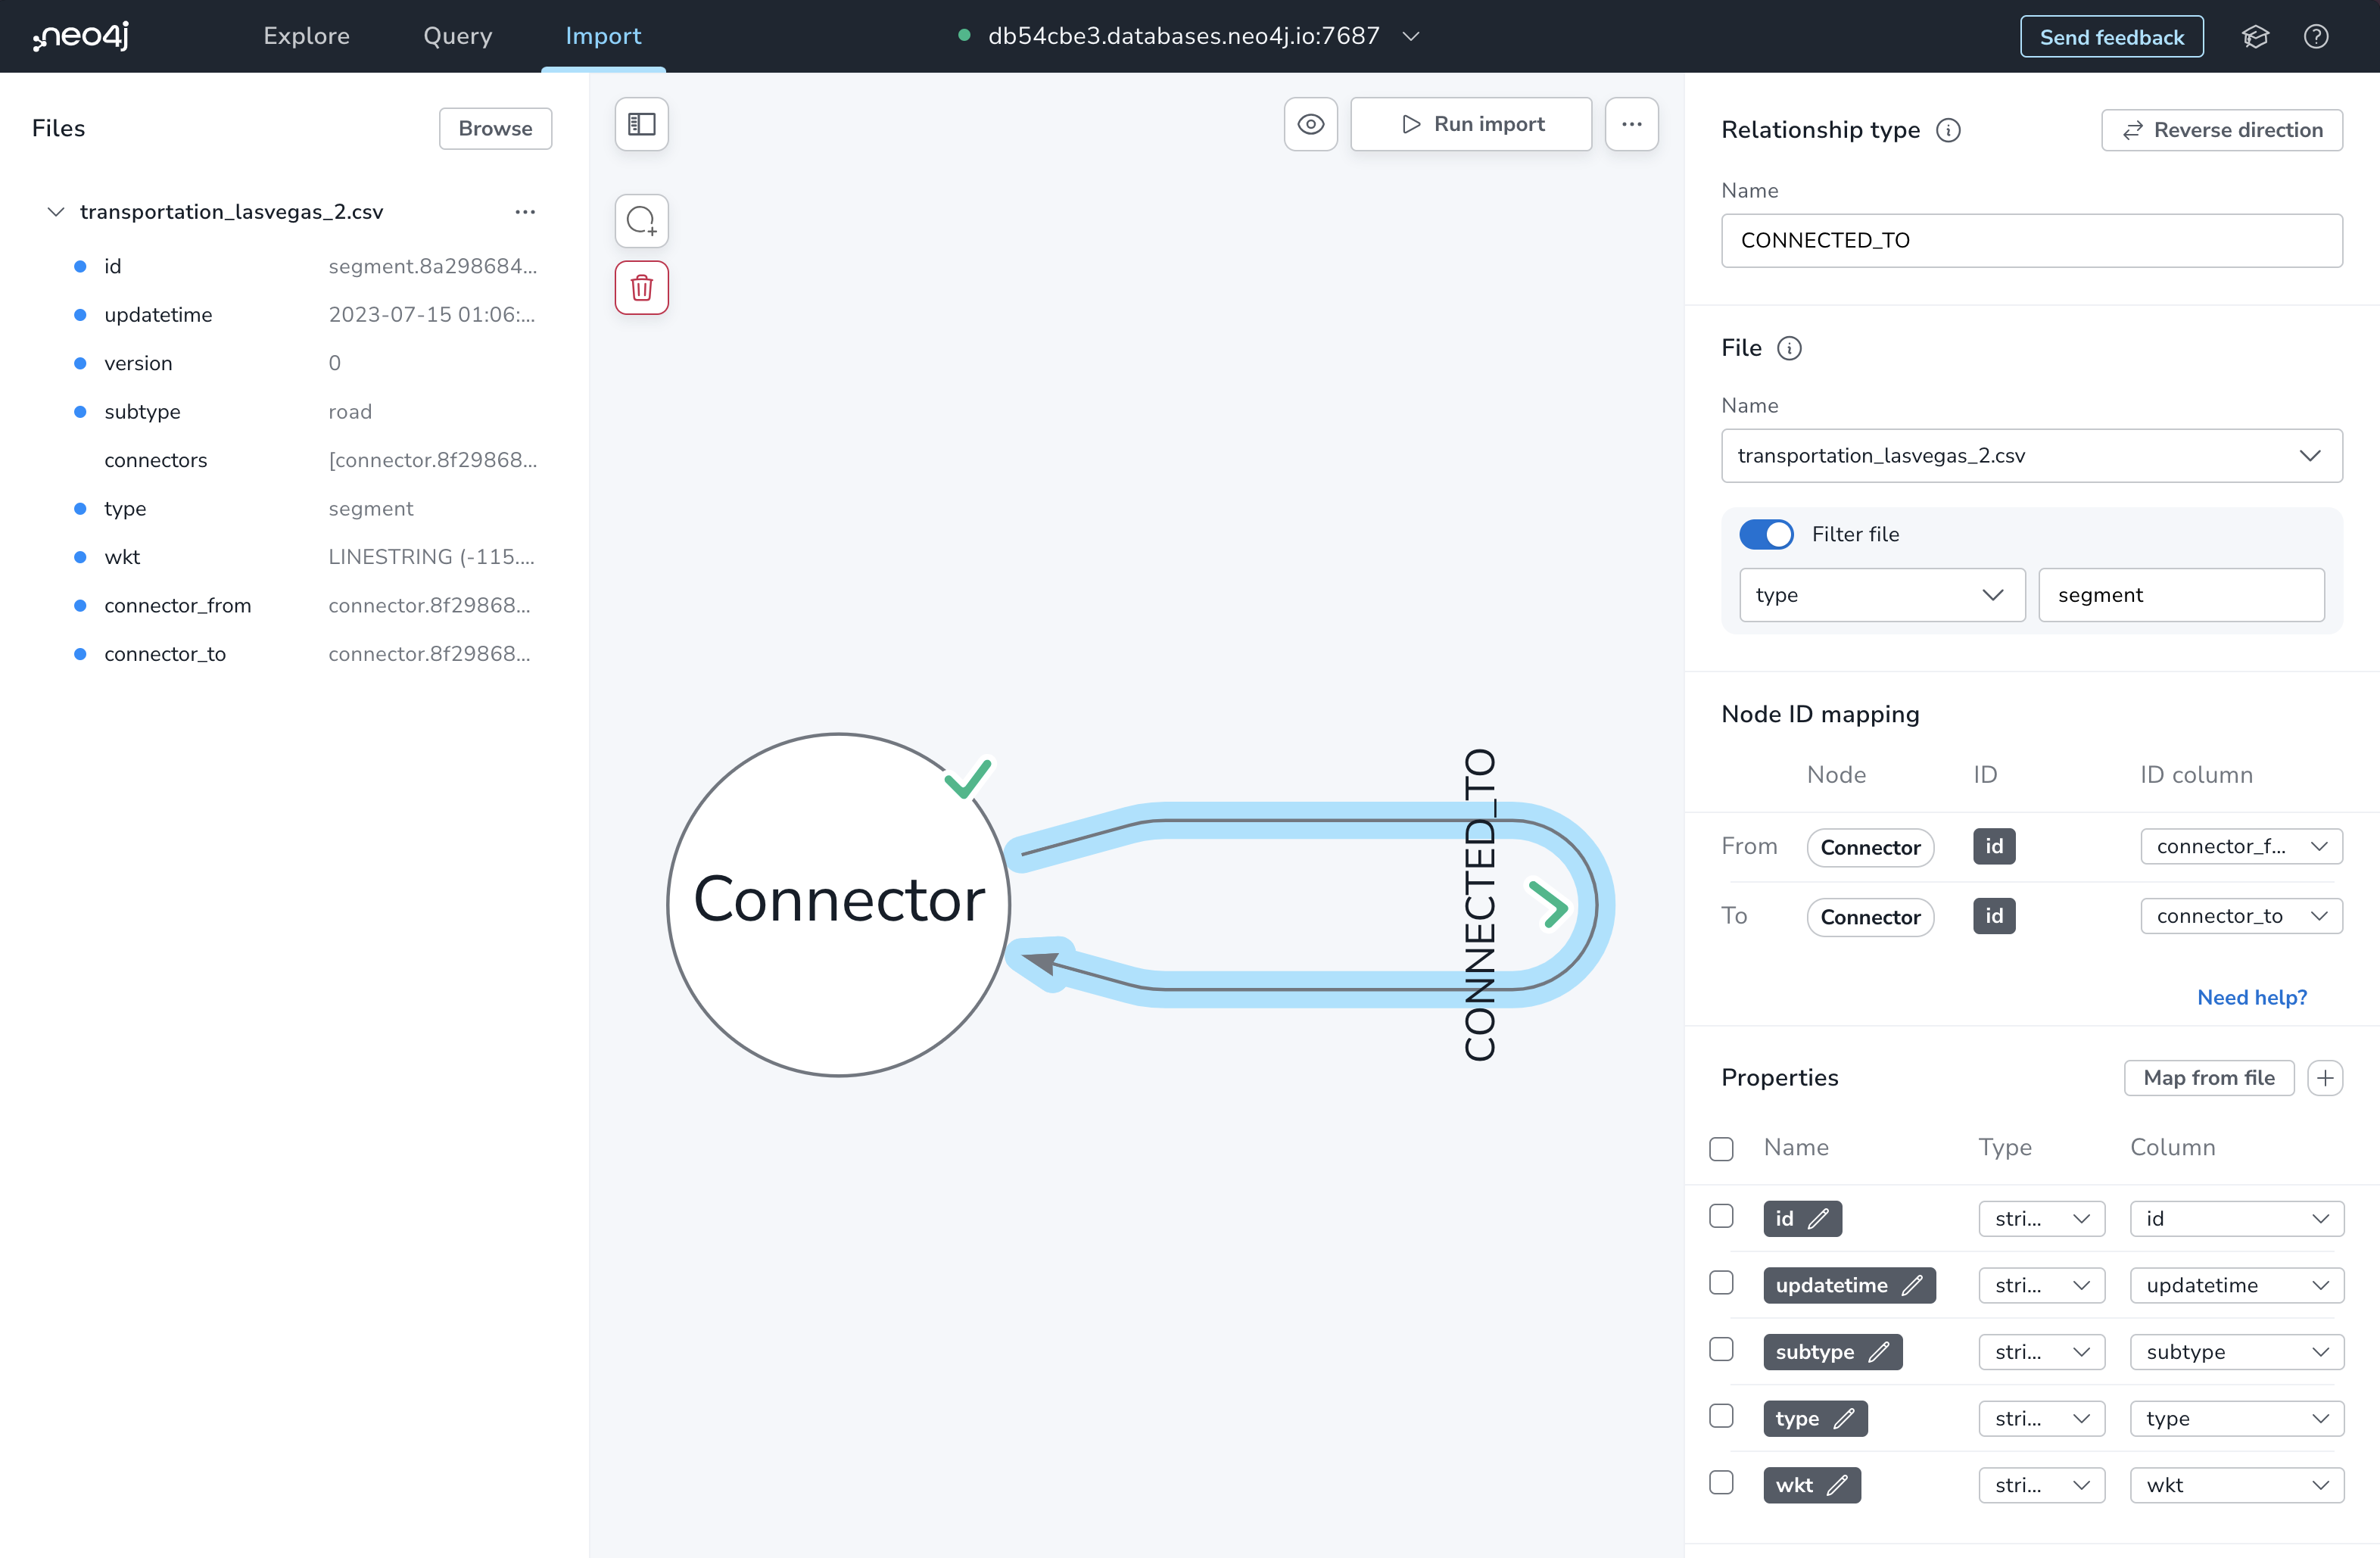 neo4j
Explore
Query
Import
db54cbe3.databases.neo4j.io:7687
Send feedback
Files
Browse
transportation_lasvegas_2.csv
id segment.8a298684...
updatetime 2023-07-15 01:06:...
version 0
subtype road
connectors [connector.8f29868...
type segment
wkt LINESTRING (-115....
connector_from connector.8f29868...
connector_to connector.8f29868...
Run import
Connector
CONNECTED_TO
Relationship type
Reverse direction
Name
CONNECTED_TO
File
Name
transportation_lasvegas_2.csv
Filter file
type segment
Node ID mapping
Node ID ID column
From Connector id connector_f...
To Connector id connector_to
Need help?
Properties
Map from file
Name Type Column
id stri... id
updatetime stri... updatetime
subtype stri... subtype
type stri... type
wkt stri... wkt